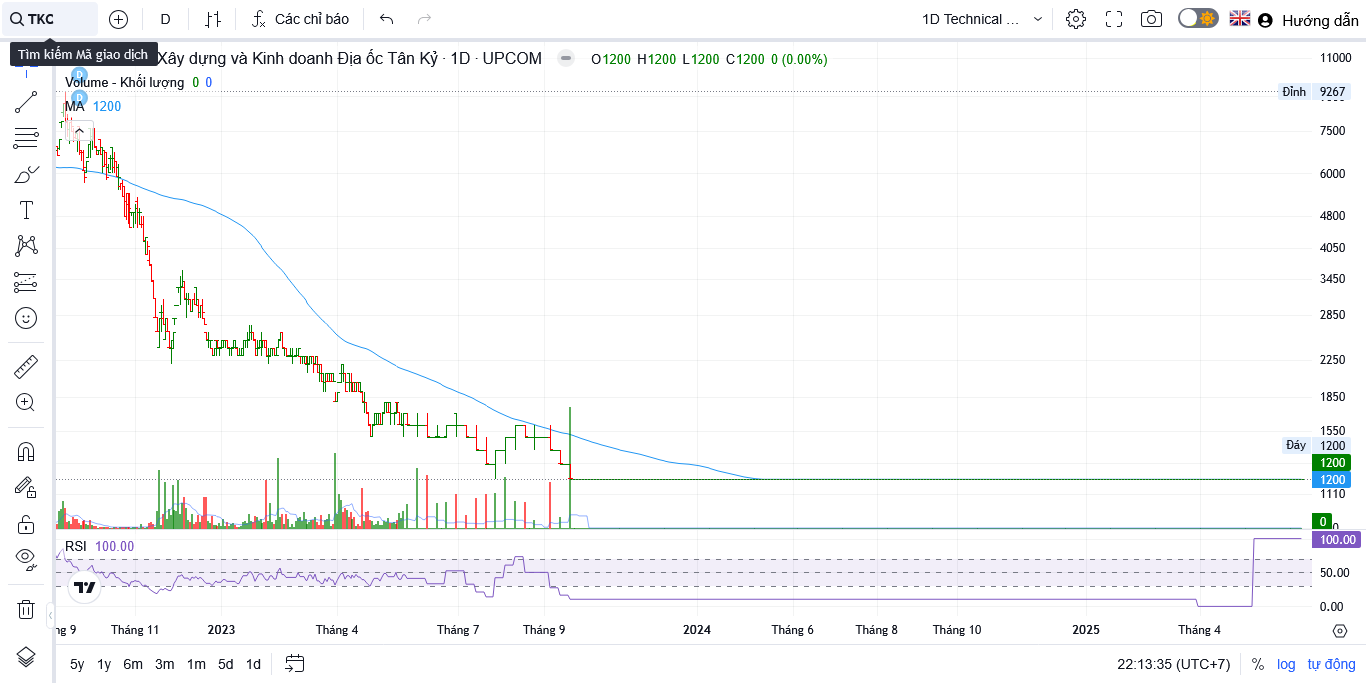 TKC D Các chỉ báo 1D Technical ... Hướng dẫn
Tìm kiếm Mã giao dịch
Xây dựng và Kinh doanh Địa ốc Tân Kỷ · 1D · UPCOM O1200 H1200 L1200 C1200 0 (0.00%)
Volume - Khối lượng 0 0
D
D
MA 1200
11000
Đỉnh 9267
7500
6000
4800
4050
3450
2850
2250
1850
1550
Đáy 1200
1200
1200
1110
0
0
RSI 100.00
100.00
50.00
0.00
ng 9 Tháng 11 2023 Tháng 4 Tháng 7 Tháng 9 2024 Tháng 6 Tháng 8 Tháng 10 2025 Tháng 4
5y 1y 6m 3m 1m 5d 1d 22:13:35 (UTC+7) % log tự động